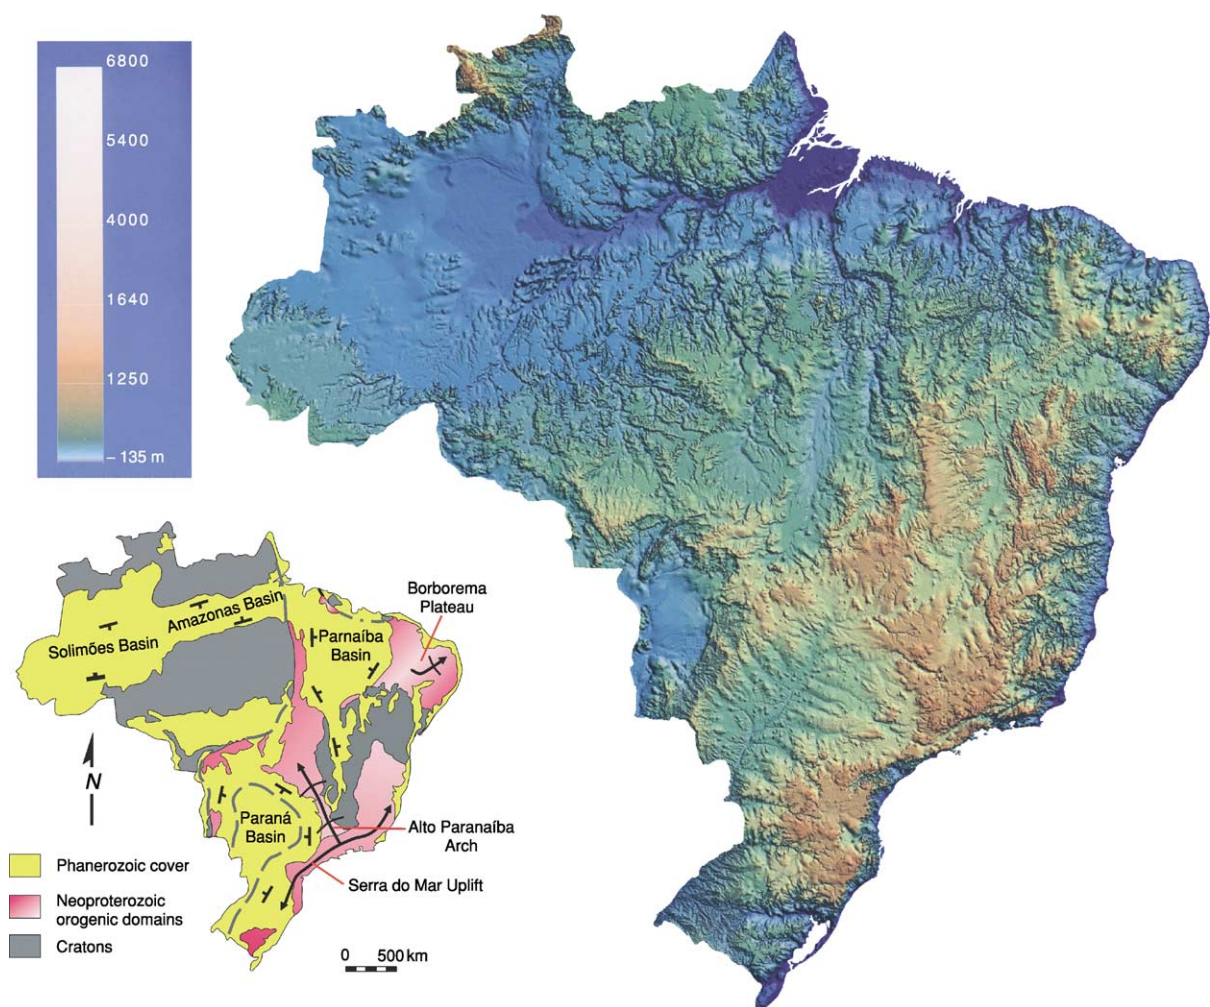 6800
5400
4000
1640
1250
– 135 m
Borborema
Plateau
Amazonas Basin
Solimões Basin
Parnaíba
Basin
N
Paraná
Basin
Alto Paranaíba
Arch
Serra do Mar Uplift
Phanerozoic cover
Neoproterozoic
orogenic domains
Cratons
0 500 km